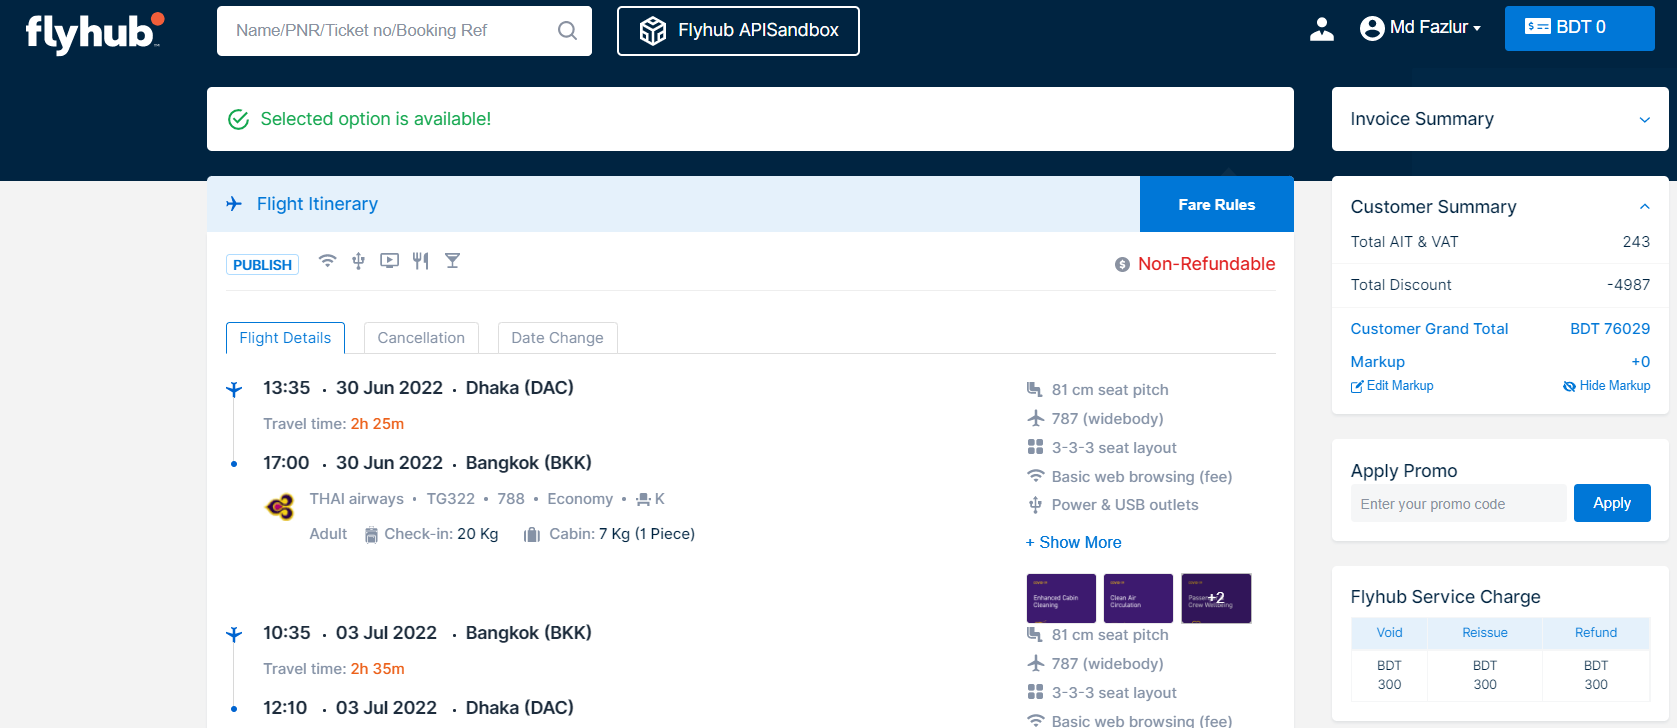 flyhub
Name/PNR/Ticket no/Booking Ref
Flyhub APISandbox
Md Fazlur
BDT 0
Selected option is available!
Invoice Summary
Flight Itinerary
Fare Rules
PUBLISH
Non-Refundable
Flight Details
Cancellation
Date Change
13:35 . 30 Jun 2022 . Dhaka (DAC)
Travel time: 2h 25m
17:00 . 30 Jun 2022 . Bangkok (BKK)
THAI airways • TG322 • 788 • Economy • K
Adult Check-in: 20 Kg Cabin: 7 Kg (1 Piece)
81 cm seat pitch
787 (widebody)
3-3-3 seat layout
Basic web browsing (fee)
Power & USB outlets
+ Show More
Enhanced Cabin
Cleaning
Clean Air
Circulation
+2
Crew Wellbeing
10:35 . 03 Jul 2022 . Bangkok (BKK)
Travel time: 2h 35m
12:10 . 03 Jul 2022 . Dhaka (DAC)
81 cm seat pitch
787 (widebody)
3-3-3 seat layout
Basic web browsing (fee)
Customer Summary
Total AIT & VAT 243
Total Discount -4987
Customer Grand Total BDT 76029
Markup +0
Edit Markup Hide Markup
Apply Promo
Enter your promo code
Apply
Flyhub Service Charge
Void Reissue Refund
BDT BDT BDT
300 300 300